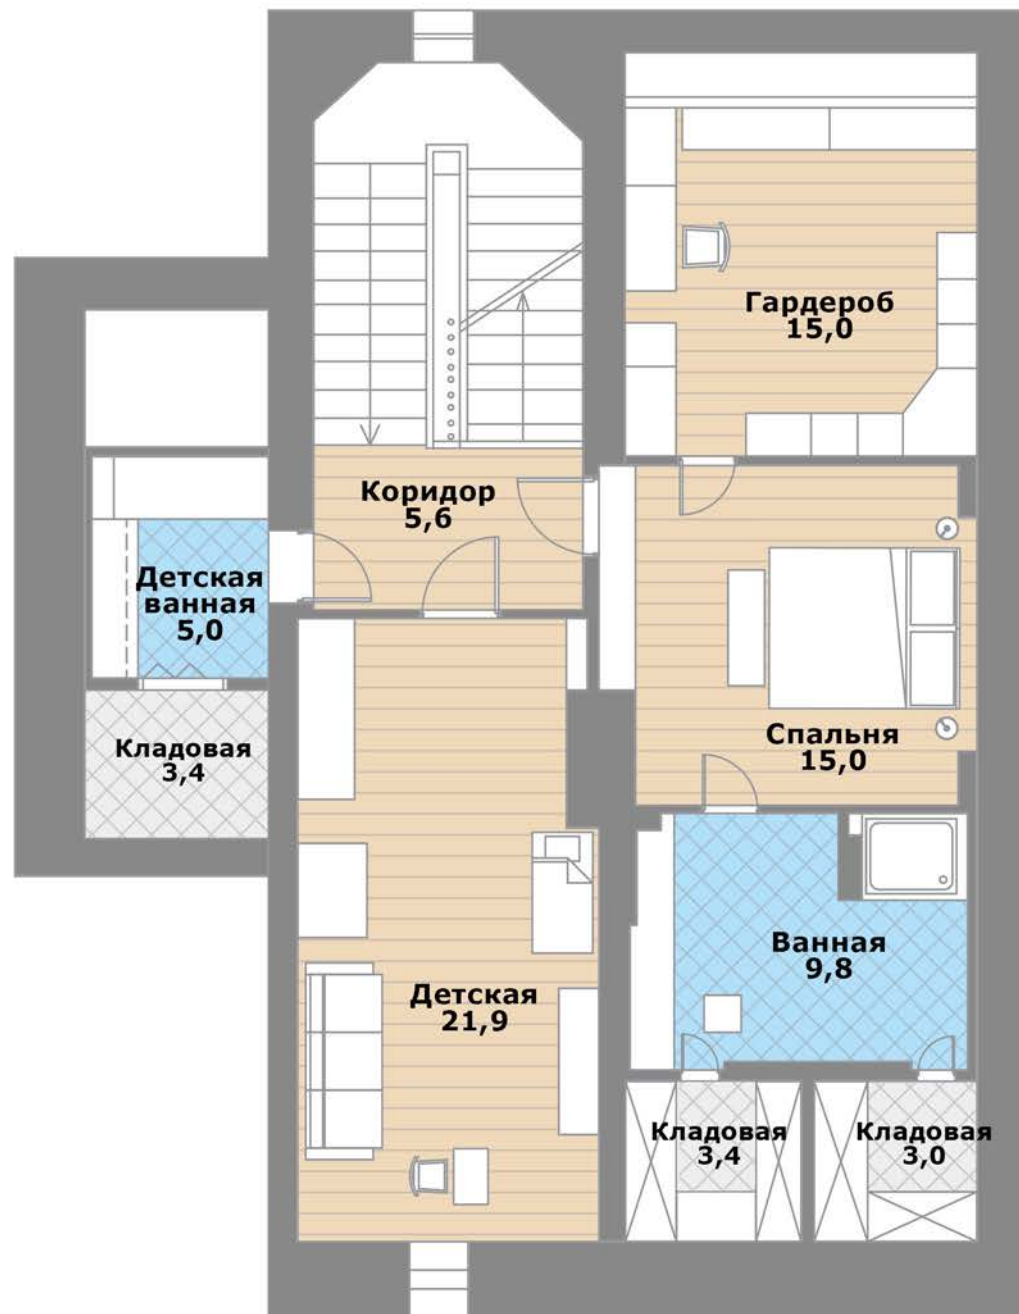 Гардероб
15,0
Коридор
5,6
Детская
ванная
5,0
Кладовая
3,4
Спальня
15,0
Ванная
9,8
Детская
21,9
Кладовая
3,4
Кладовая
3,0